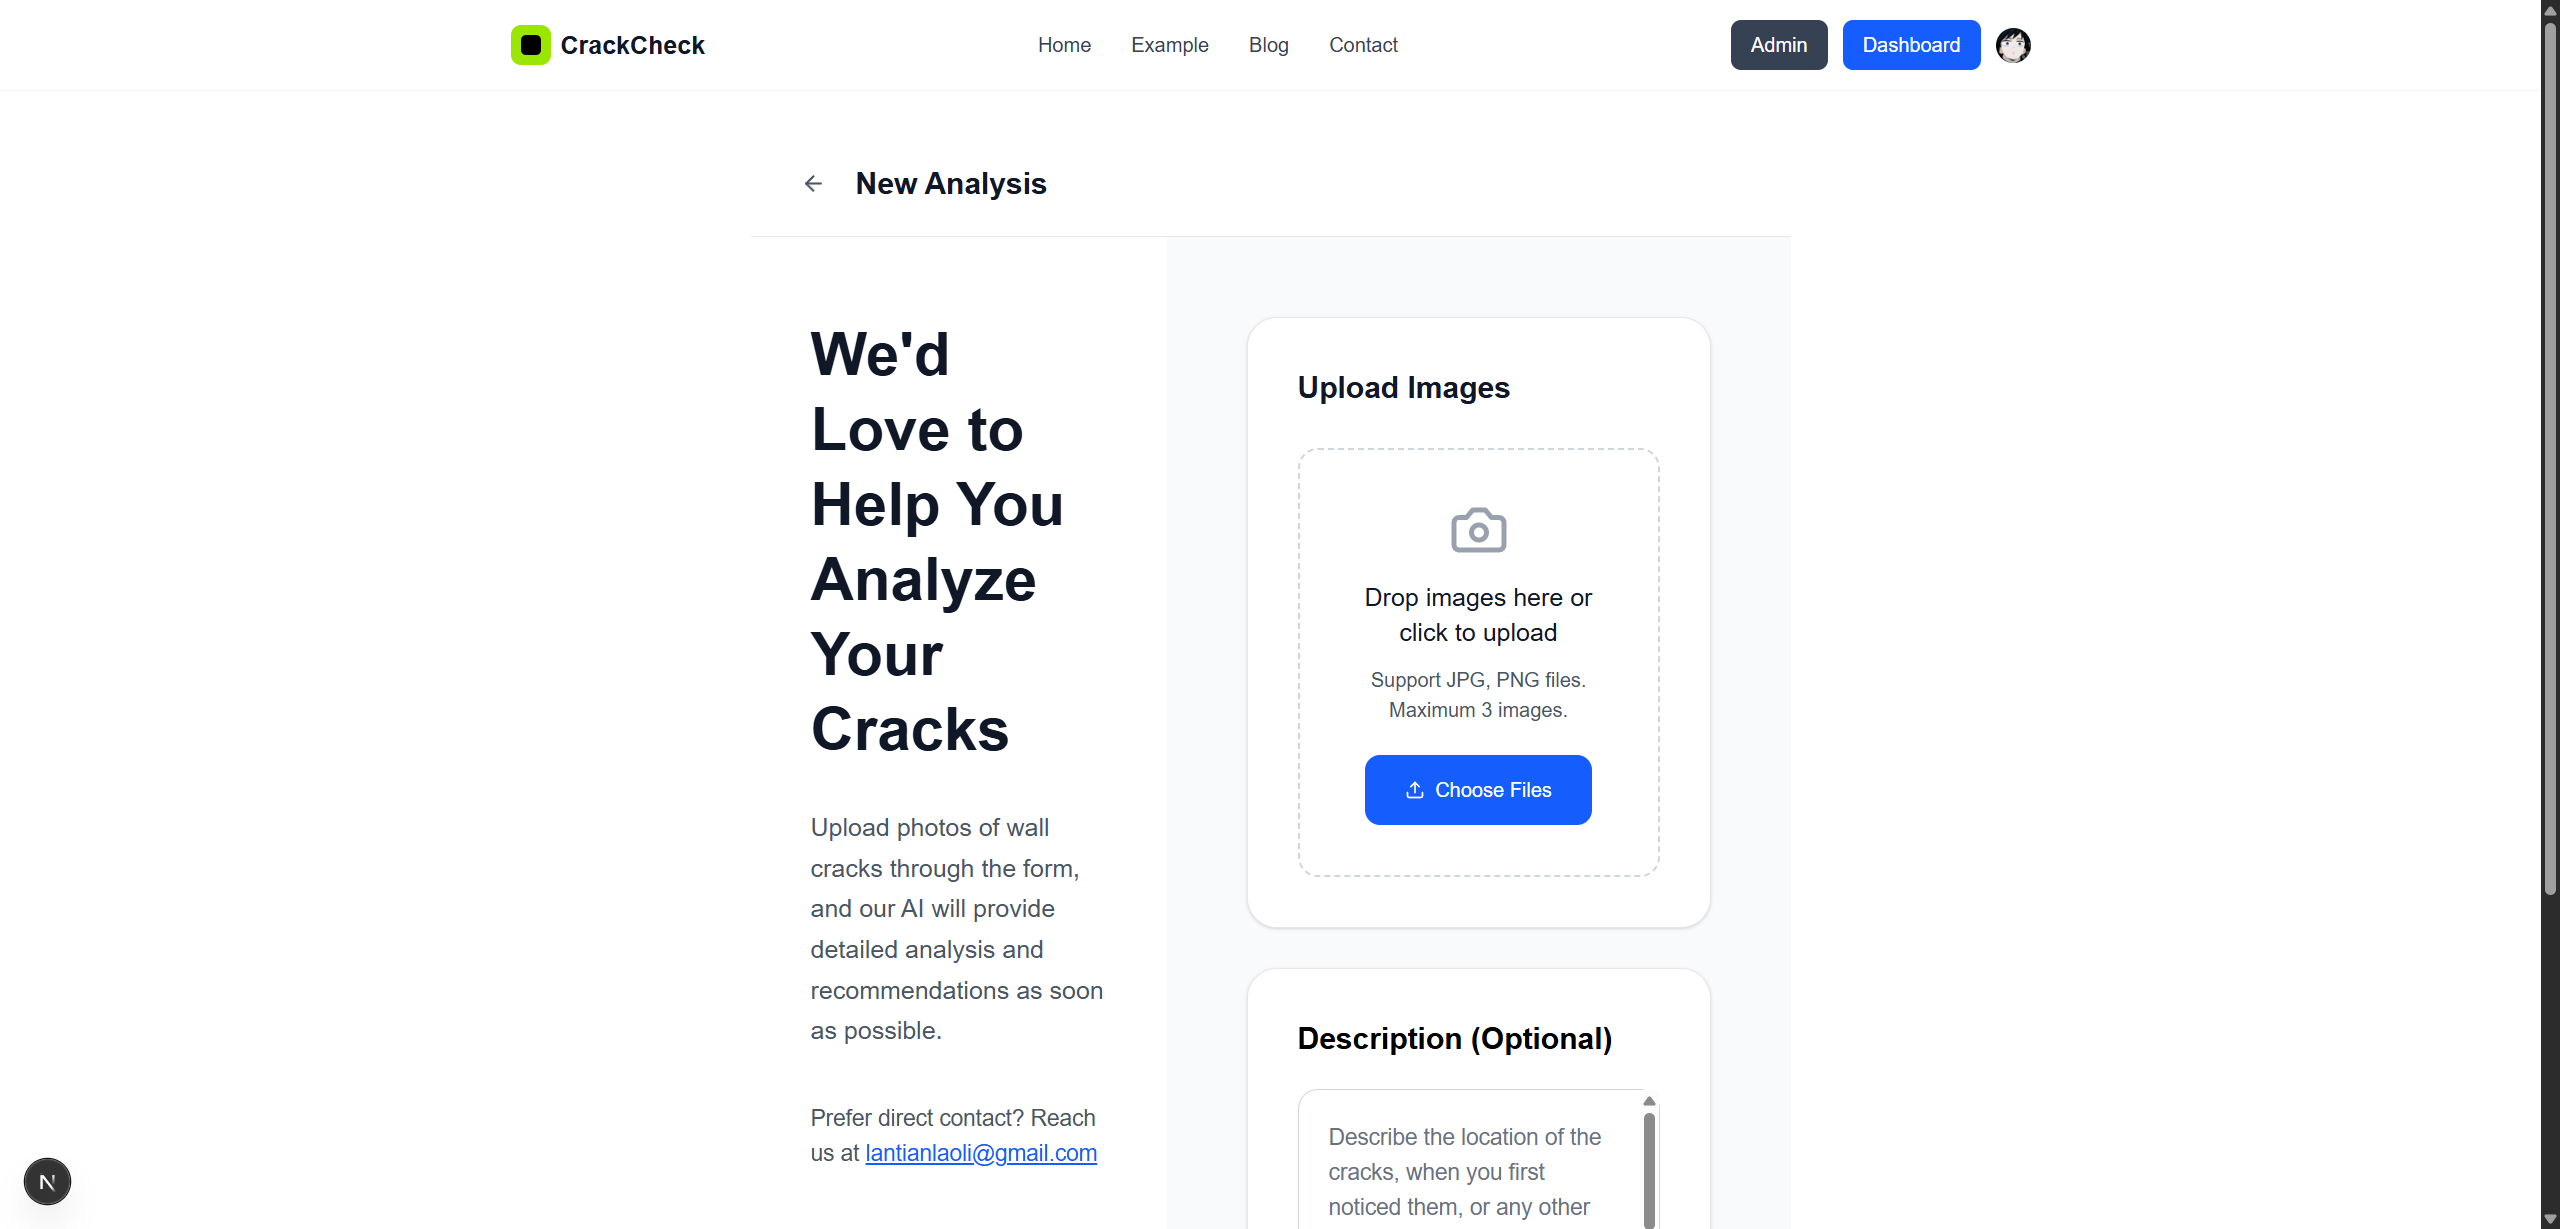 CrackCheck
Home
Example
Blog
Contact
Admin
Dashboard
New Analysis
We'd
Love to
Help You
Analyze
Your
Cracks
Upload photos of wall
cracks through the form,
and our AI will provide
detailed analysis and
recommendations as soon
as possible.
Prefer direct contact? Reach
us at lantianlaoli@gmail.com
Upload Images
Drop images here or
click to upload
Support JPG, PNG files.
Maximum 3 images.
Choose Files
Description (Optional)
Describe the location of the
cracks, when you first
noticed them, or any other
N